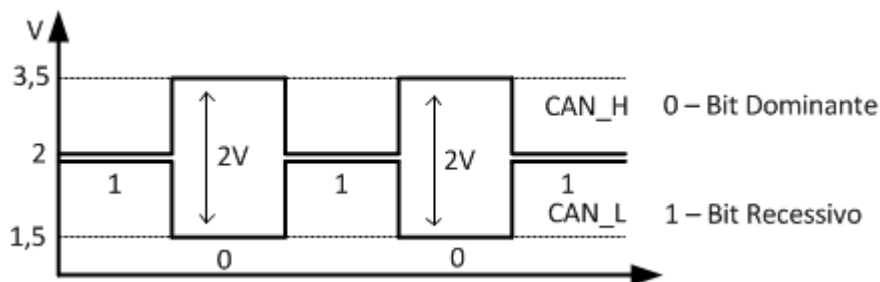 V
3,5
CAN_H 0 – Bit Dominante
2V 2V
2
1 1 1
CAN_L 1 – Bit Recessivo
1,5
0 0